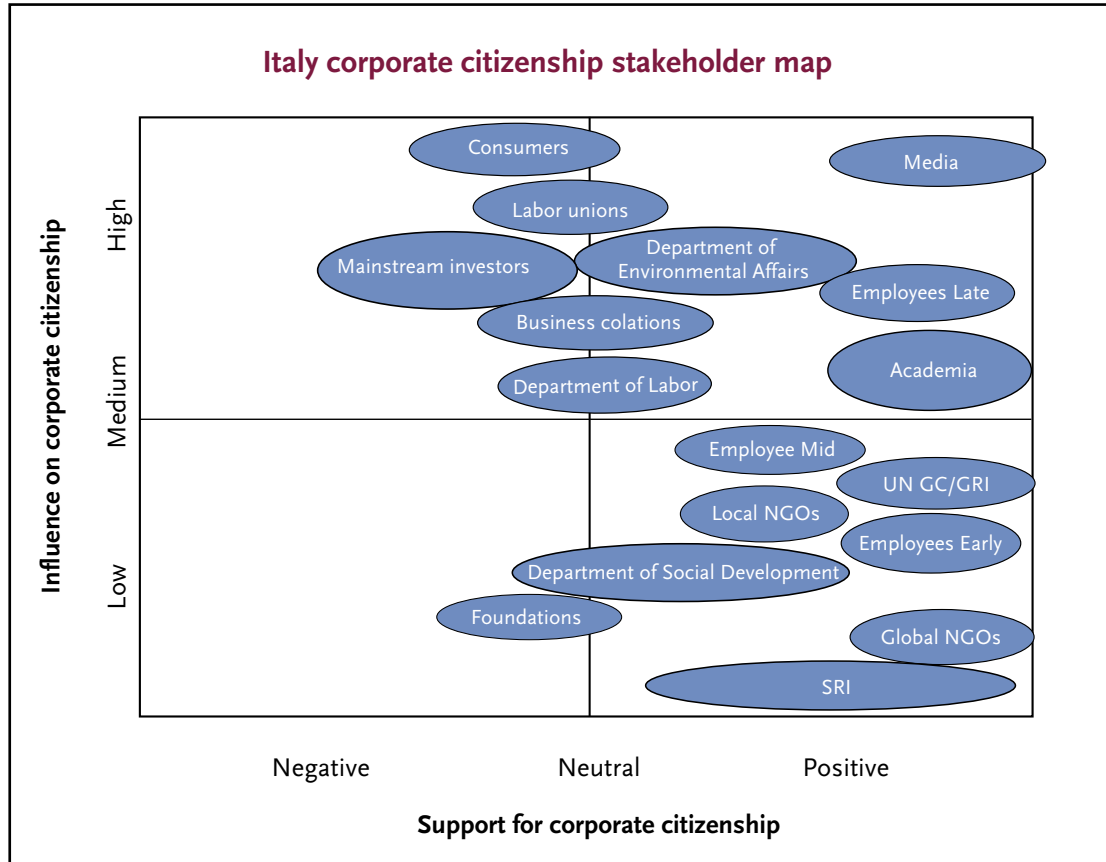 Italy corporate citizenship stakeholder map
Influence on corporate citizenship
High
Medium
Low
Consumers
Media
Labor unions
Mainstream investors
Department of
Environmental Affairs
Employees Late
Business colations
Academia
Department of Labor
Employee Mid
UN GC/GRI
Local NGOs
Employees Early
Department of Social Development
Foundations
Global NGOs
SRI
Negative
Neutral
Positive
Support for corporate citizenship